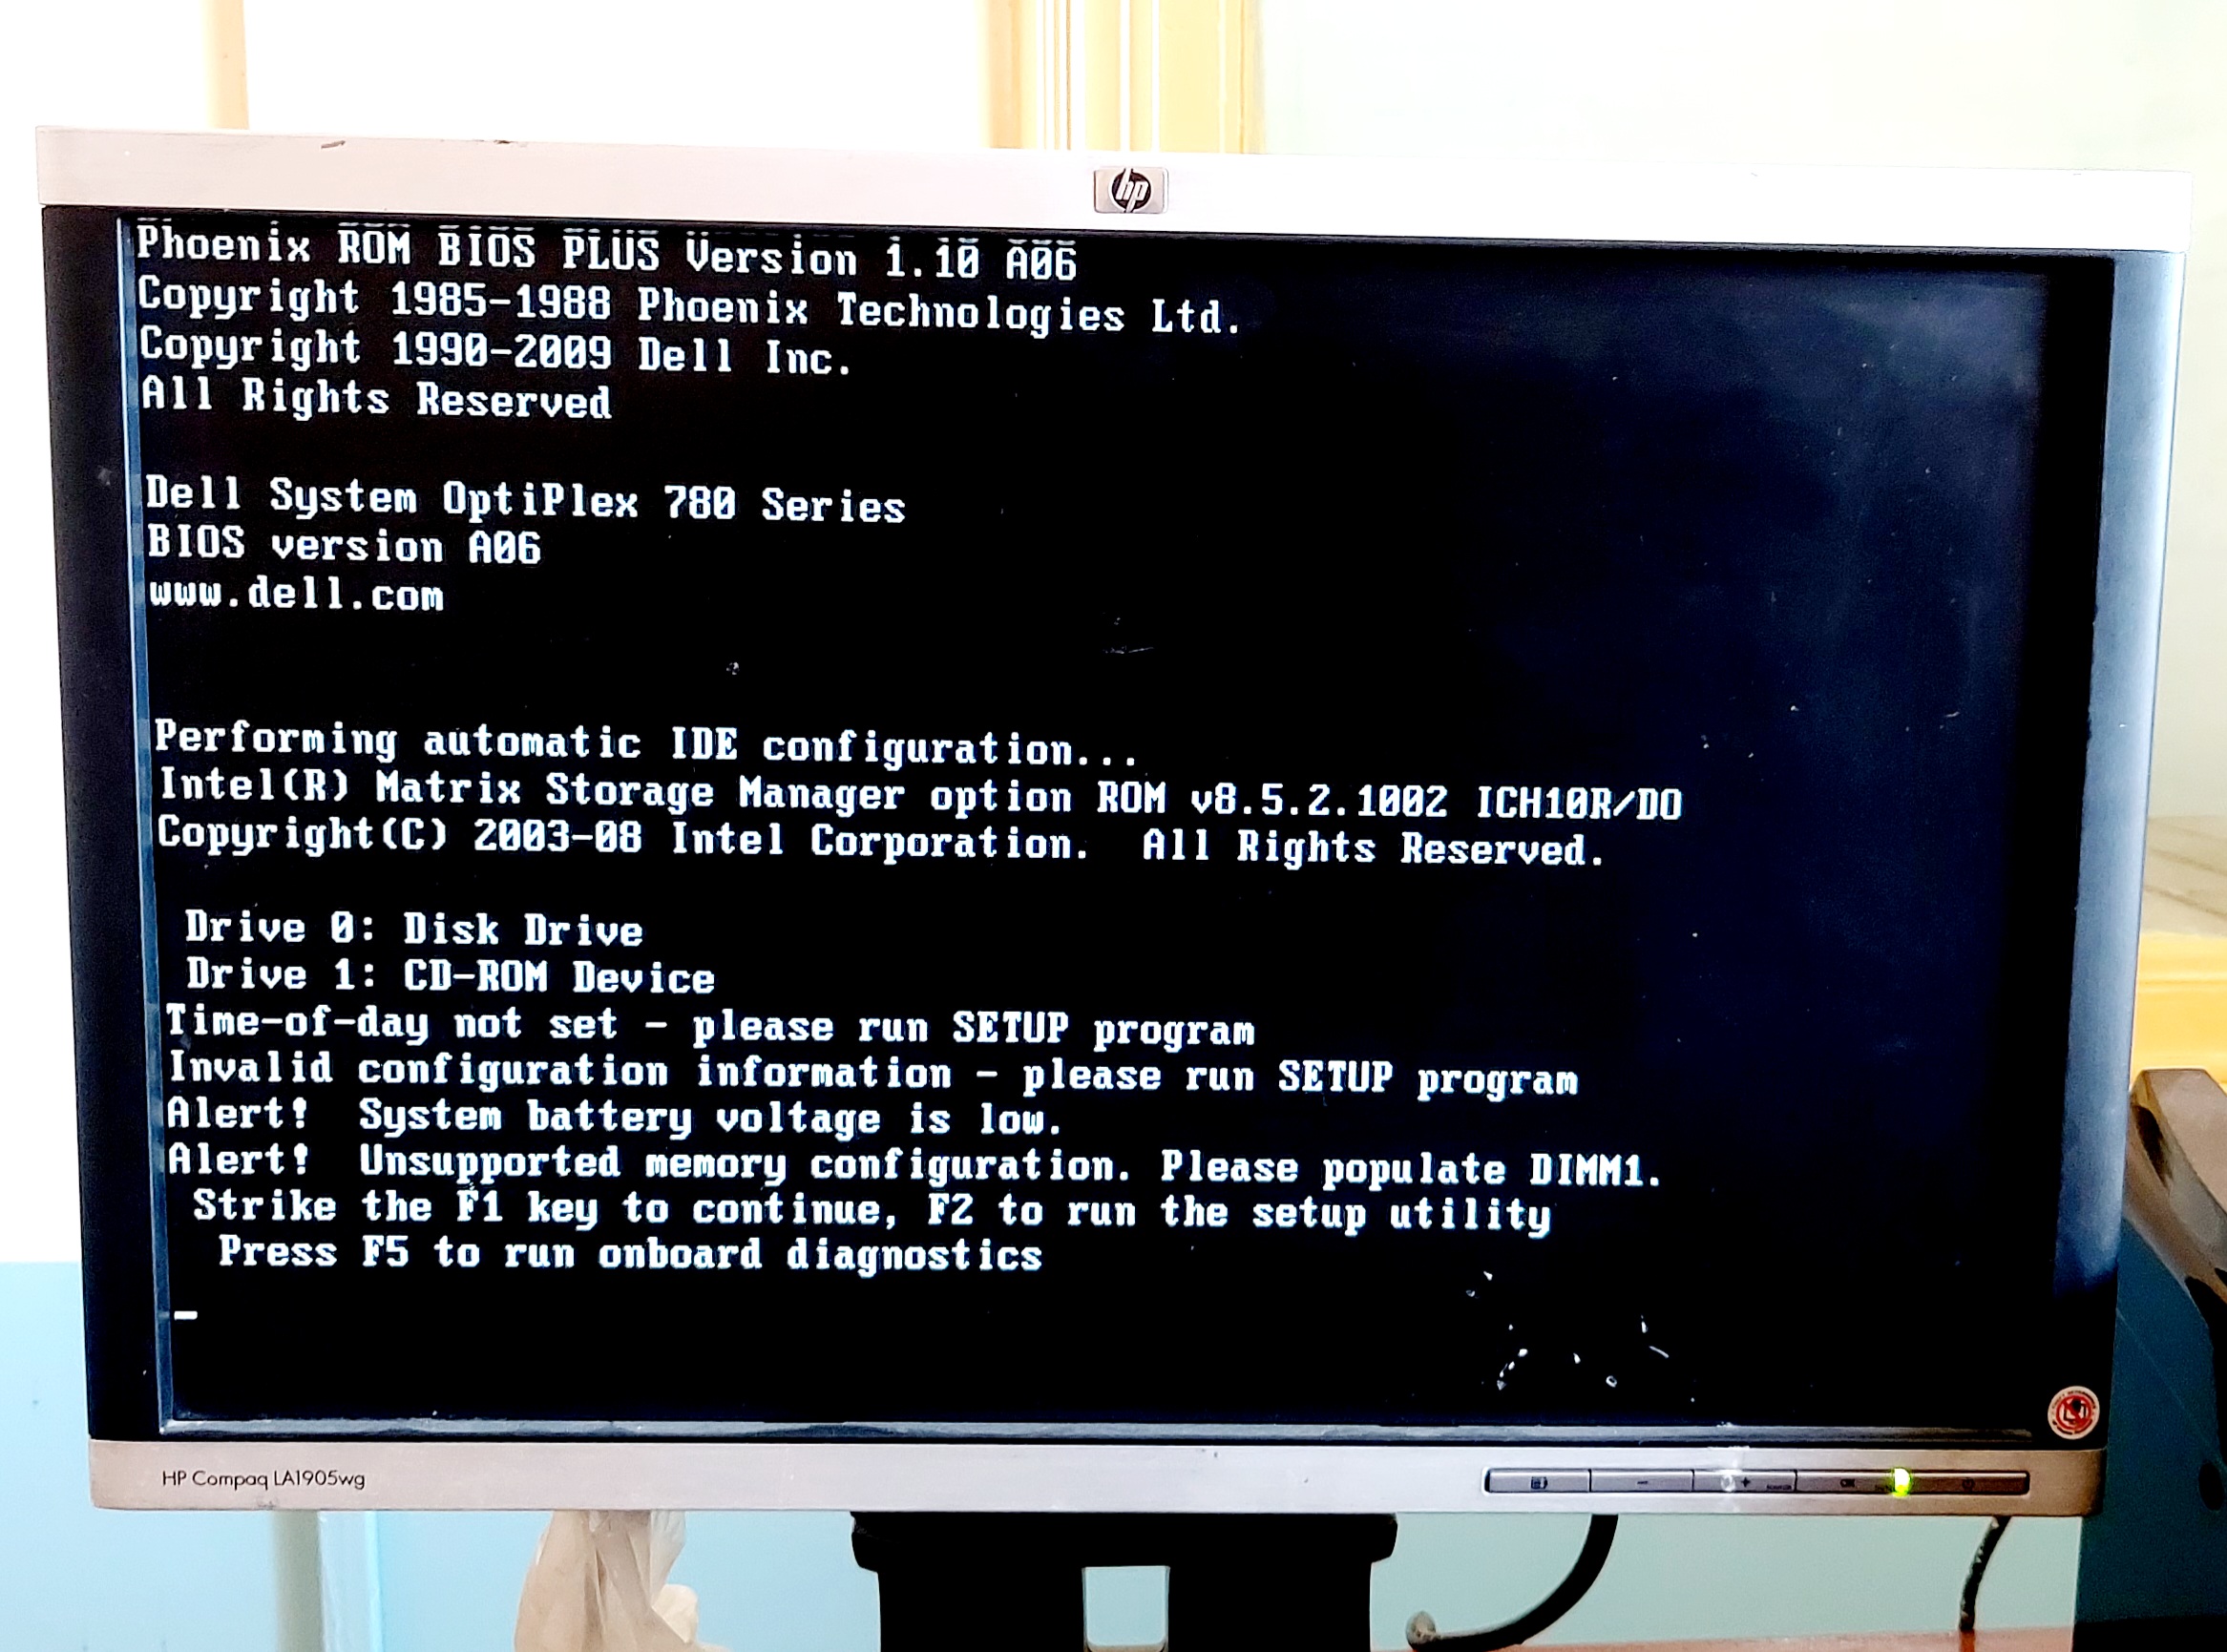 hp
Phoenix ROM BIOS PLUS Version 1.10 A06
Copyright 1985-1988 Phoenix Technologies Ltd.
Copyright 1990-2009 Dell Inc.
All Rights Reserved
Dell System OptiPlex 780 Series
BIOS version A06
www.dell.com
Performing automatic IDE configuration...
Intel(R) Matrix Storage Manager option ROM v8.5.2.1002 ICH10R/DO
Copyright(C) 2003-08 Intel Corporation.  All Rights Reserved.
Drive 0: Disk Drive
Drive 1: CD-ROM Device
Time-of-day not set - please run SETUP program
Invalid configuration information - please run SETUP program
Alert!  System battery voltage is low.
Alert!  Unsupported memory configuration. Please populate DIMM1.
Strike the F1 key to continue, F2 to run the setup utility
Press F5 to run onboard diagnostics
HP Compaq LA1905wg